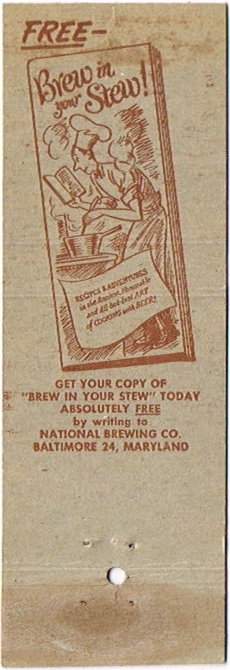 FREE-
Brew in
your Stew!
RECIPES & ADVENTURES
in the Ancient, Honorable
and All-but-Lost ART
of COOKING with BEER!
GET YOUR COPY OF
"BREW IN YOUR STEW" TODAY
ABSOLUTELY FREE
by writing to
NATIONAL BREWING CO.
BALTIMORE 24, MARYLAND